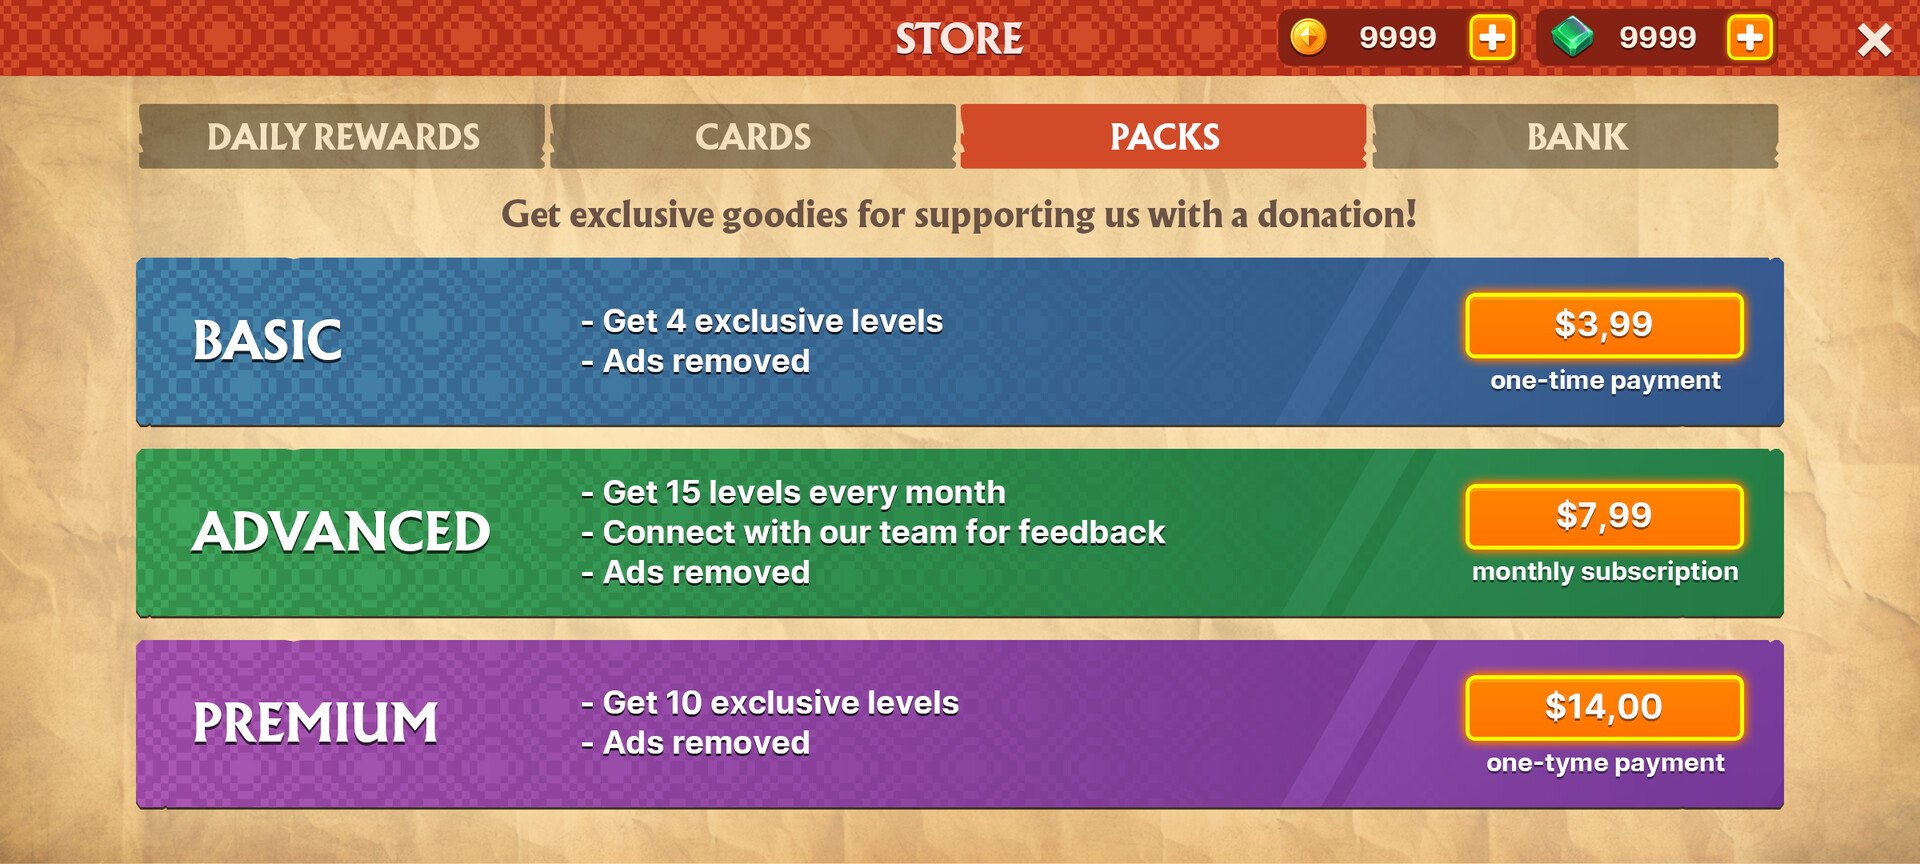 STORE
9999
9999
DAILY REWARDS
CARDS
PACKS
BANK
Get exclusive goodies for supporting us with a donation!
BASIC
- Get 4 exclusive levels
- Ads removed
$3,99
one-time payment
ADVANCED
- Get 15 levels every month
- Connect with our team for feedback
- Ads removed
$7,99
monthly subscription
PREMIUM
- Get 10 exclusive levels
- Ads removed
$14,00
one-tyme payment